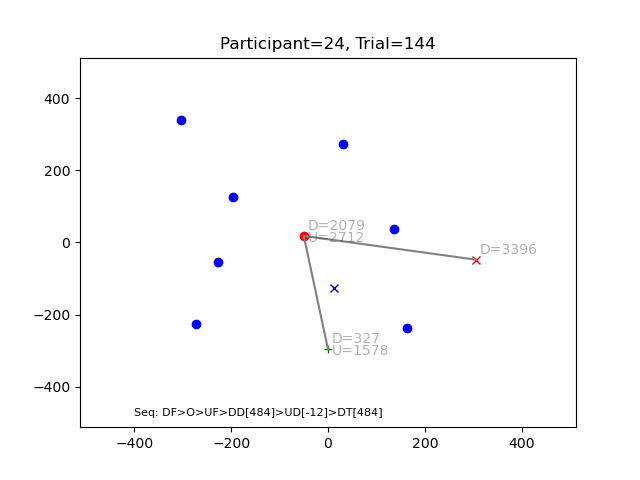 Participant=24, Trial=144
400
200
0
−200
−400
D=2079
U=2712
D=3396
D=327
U=1578
Seq: DF>O>UF>DD[484]>UD[-12]>DT[484]
−400
−200
0
200
400